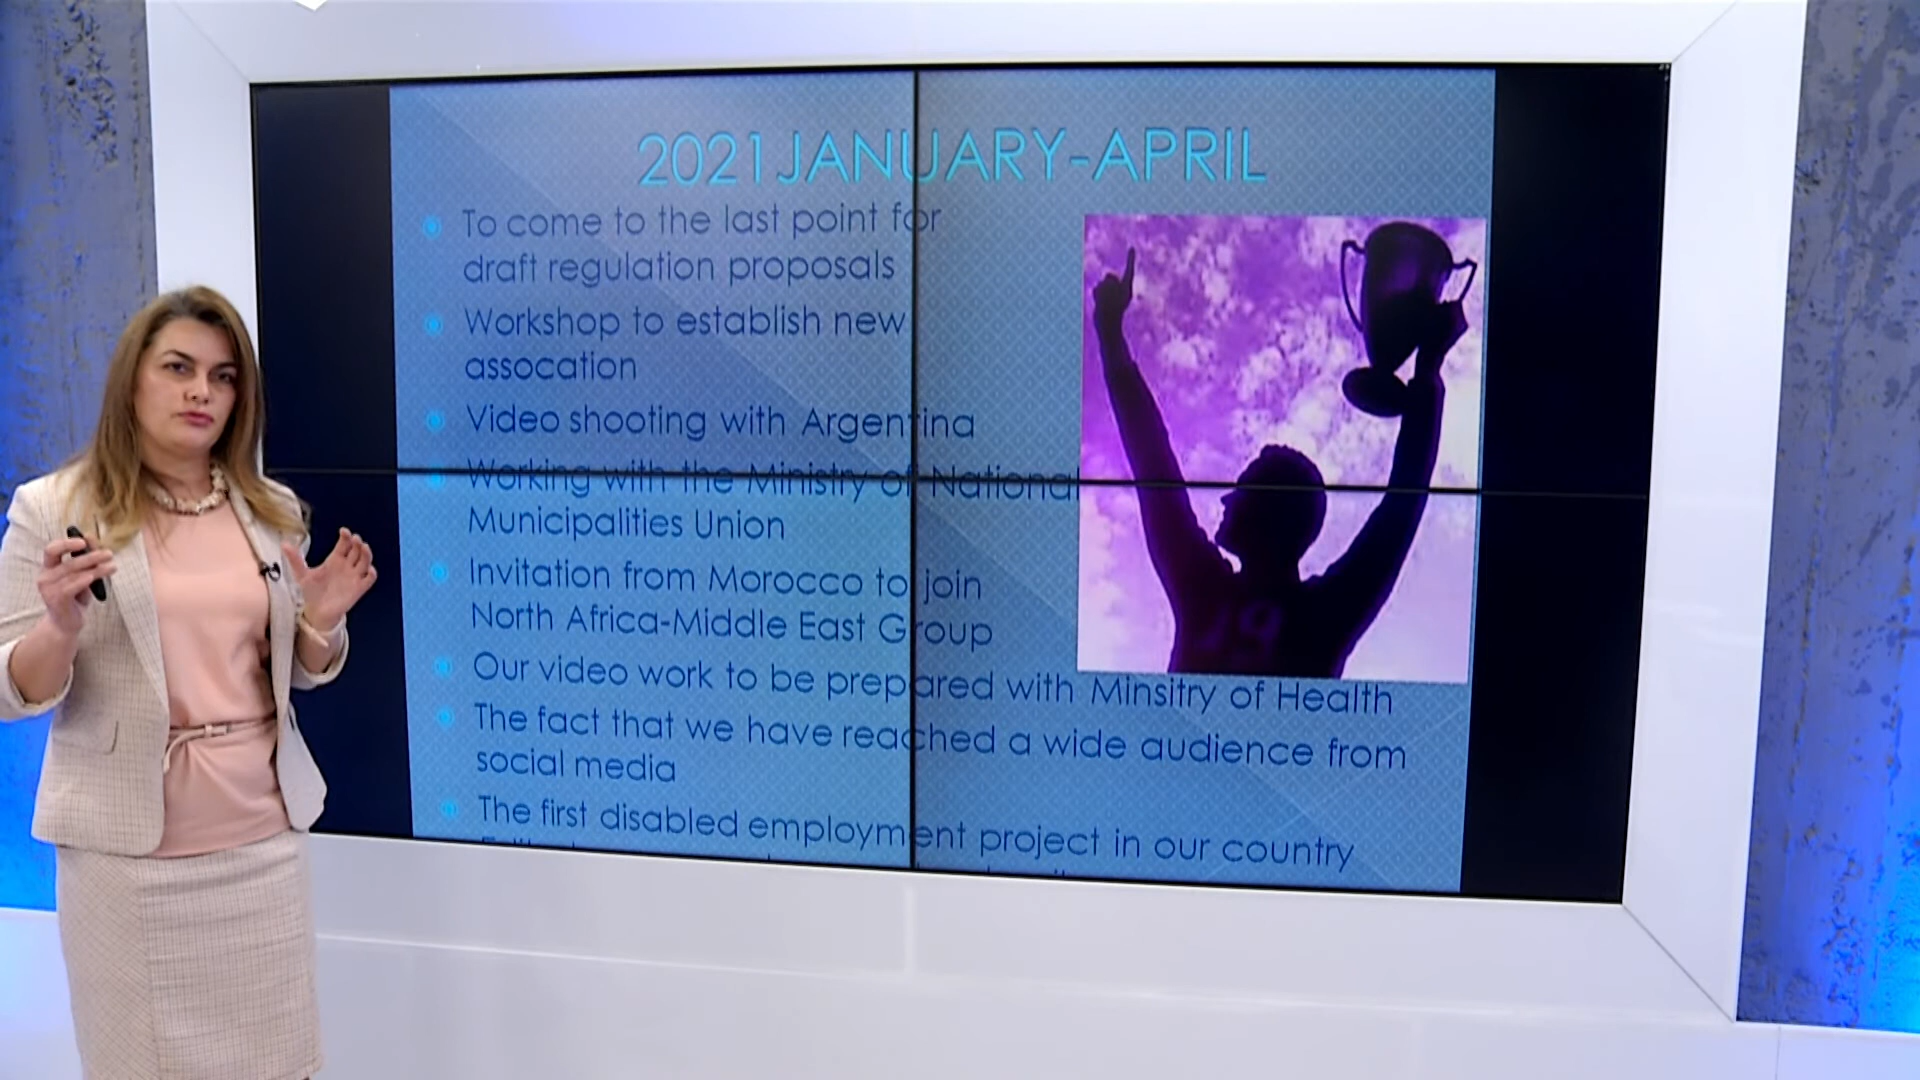 2021 JANUARY-APRIL
To come to the last point for
draft regulation proposals
Workshop to establish new
assocation
Video shooting with Argentina
Working with the Ministry of National
Municipalities Union
Invitation from Morocco to join
North Africa-Middle East Group
Our video work to be prepared with Minsitry of Health
The fact that we have reached a wide audience from
social media
The first disabled employment project in our country
19